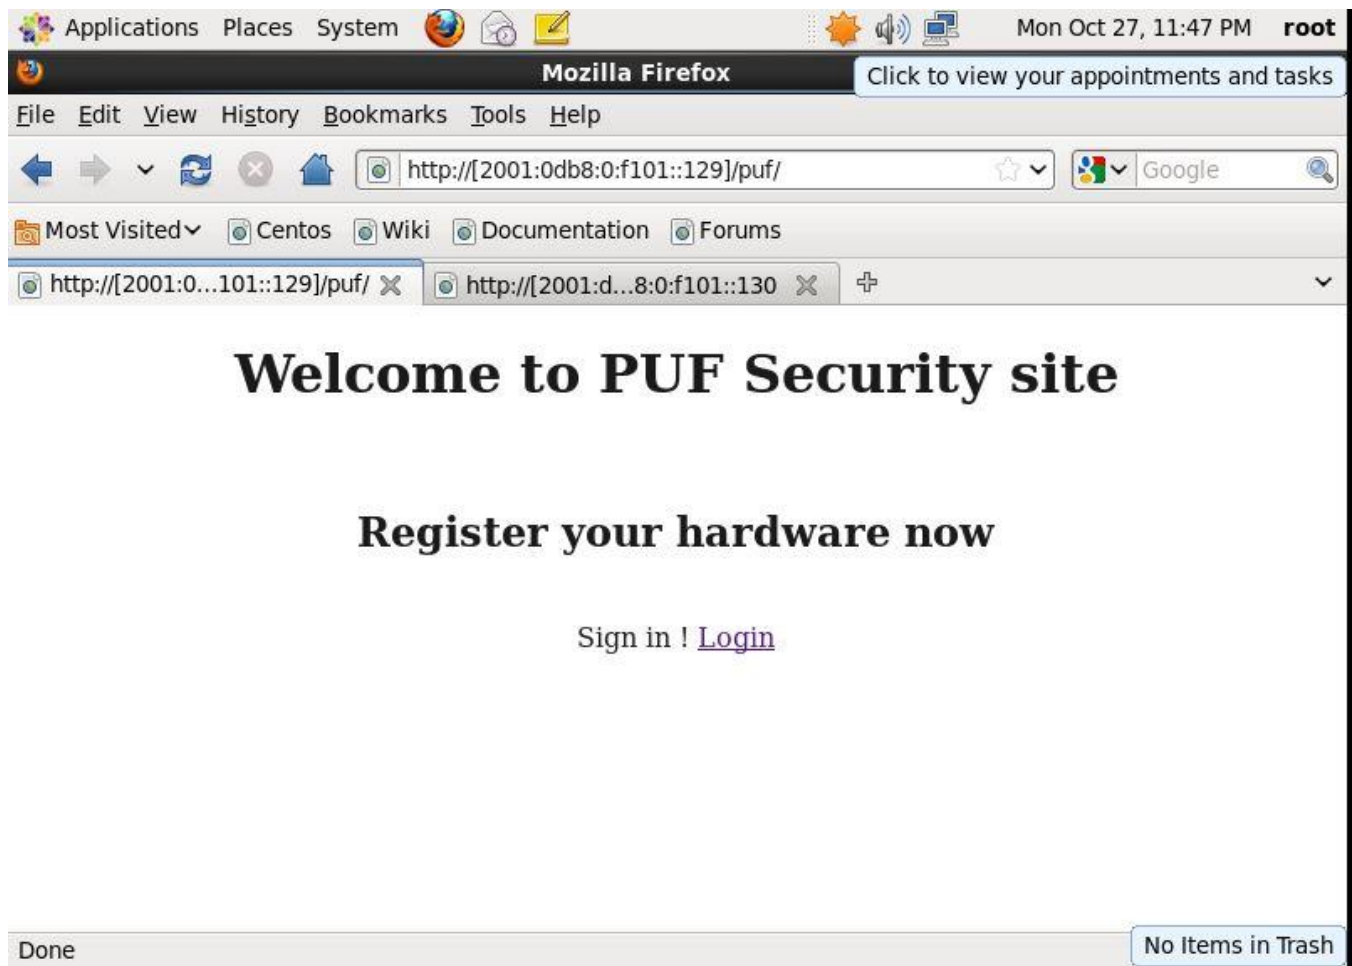 Applications Places System Mon Oct 27, 11:47 PM root
Mozilla Firefox
Click to view your appointments and tasks
File Edit View History Bookmarks Tools Help
http://[2001:0db8:0:f101::129]/puf/ Google
Most Visited Centos Wiki Documentation Forums
http://[2001:0...101::129]/puf/ http://[2001:d...8:0:f101::130
Welcome to PUF Security site
Register your hardware now
Sign in ! Login
Done
No Items in Trash